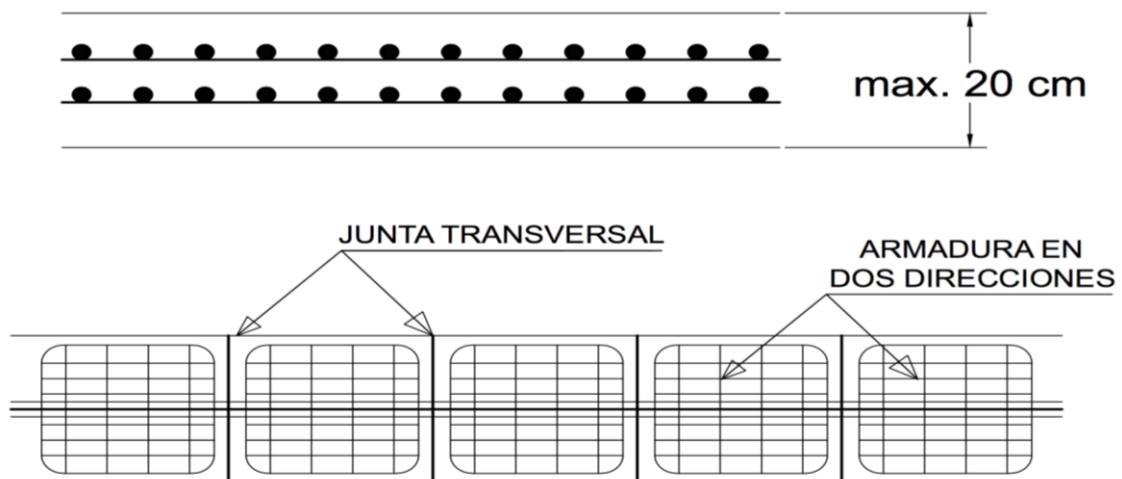 max. 20 cm
JUNTA TRANSVERSAL
ARMADURA EN
DOS DIRECCIONES